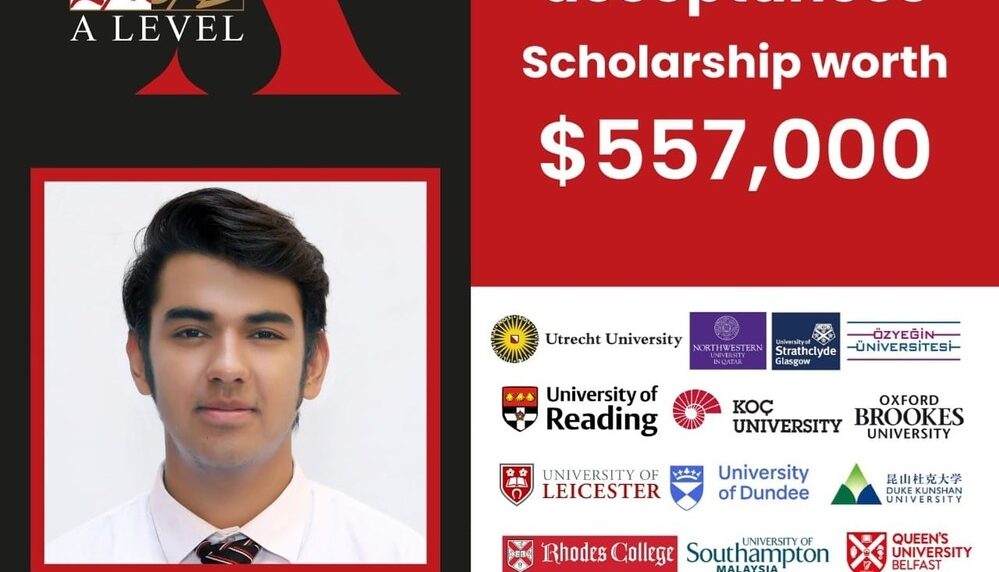 A LEVEL
acceptances
Scholarship worth
$557,000
Utrecht University
NORTHWESTERN
UNIVERSITY
IN QATAR
University of
Strathclyde
Glasgow
ÖZYEĞİN
ÜNİVERSİTESİ
University of
Reading
KOÇ
UNIVERSITY
OXFORD
BROOKES
UNIVERSITY
UNIVERSITY OF
LEICESTER
University
of Dundee
昆山杜克大学
DUKE KUNSHAN
UNIVERSITY
RHODES COLLEGE
UNIVERSITY OF
Southampton
MALAYSIA
QUEEN'S
UNIVERSITY
BELFAST